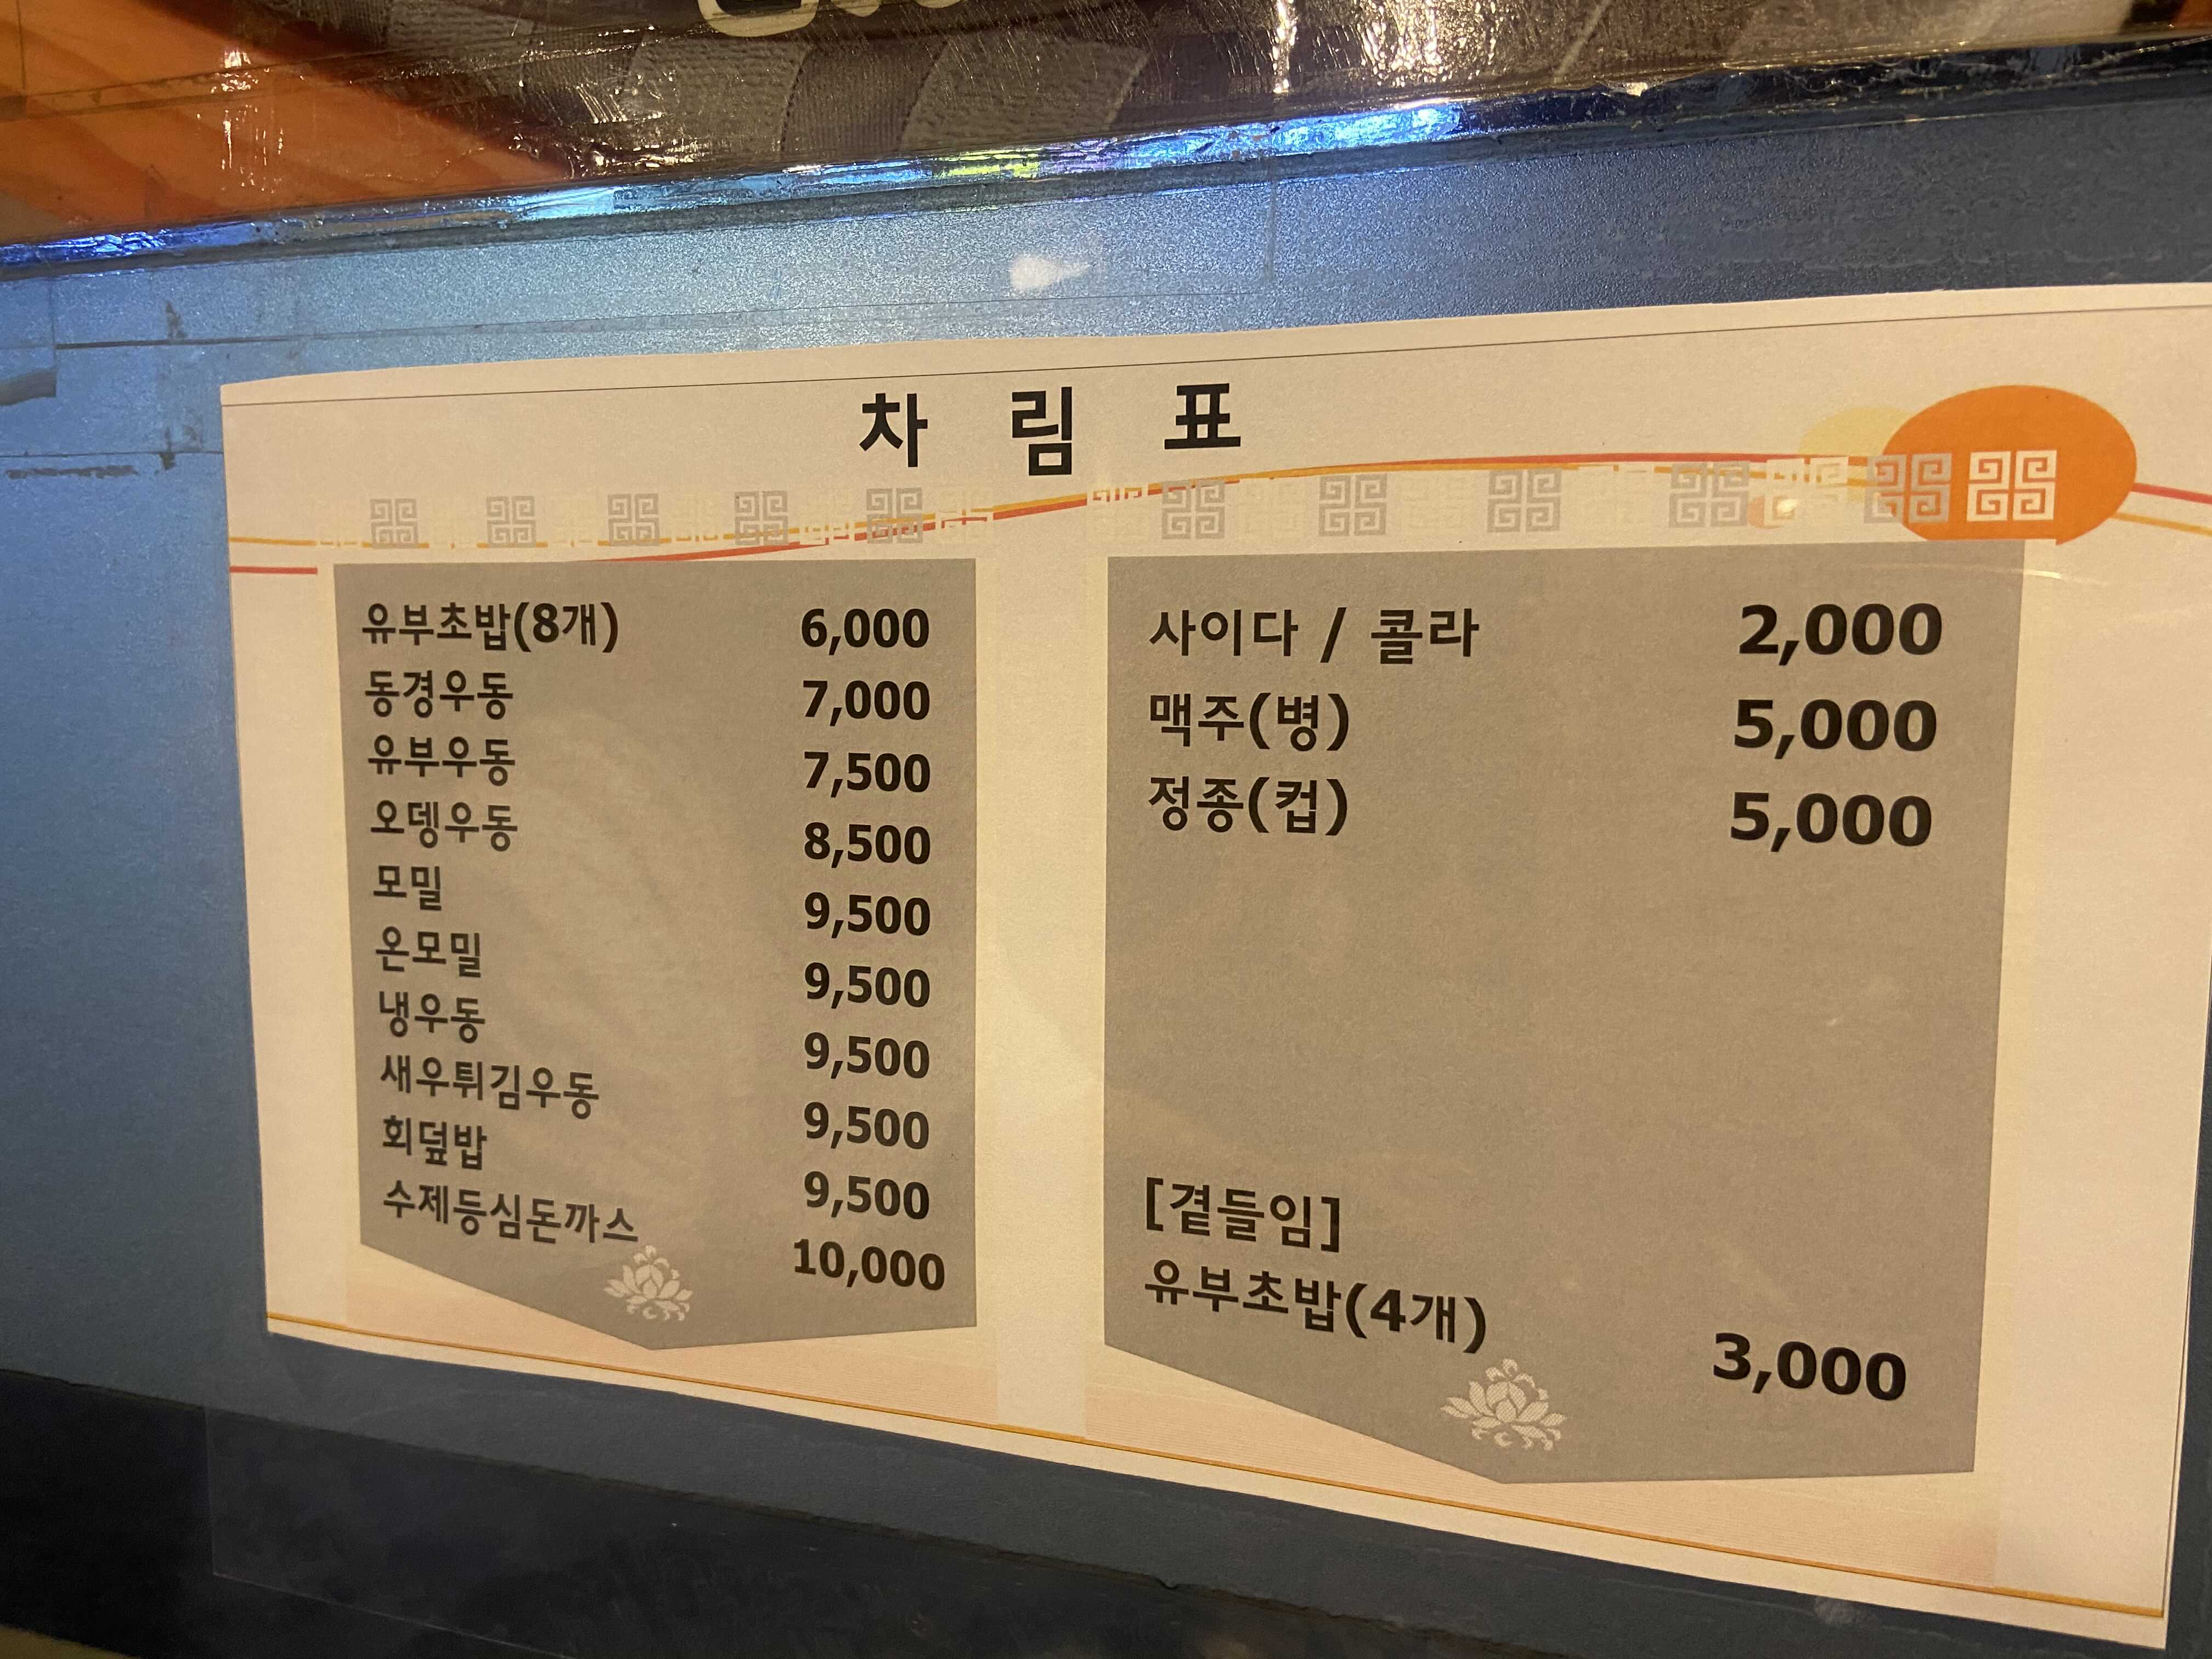 차 림 표
유부초밥(8개) 6,000
동경우동 7,000
유부우동 7,500
오뎅우동 8,500
모밀 9,500
온모밀 9,500
냉우동 9,500
새우튀김우동 9,500
회덮밥 9,500
수제등심돈까스 10,000
사이다 / 콜라 2,000
맥주(병) 5,000
정종(컵) 5,000
[곁들임]
유부초밥(4개) 3,000